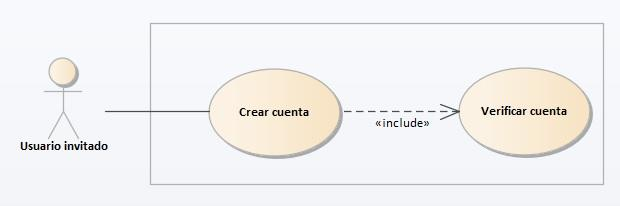 Crear cuenta
Verificar cuenta
«include»
Usuario invitado